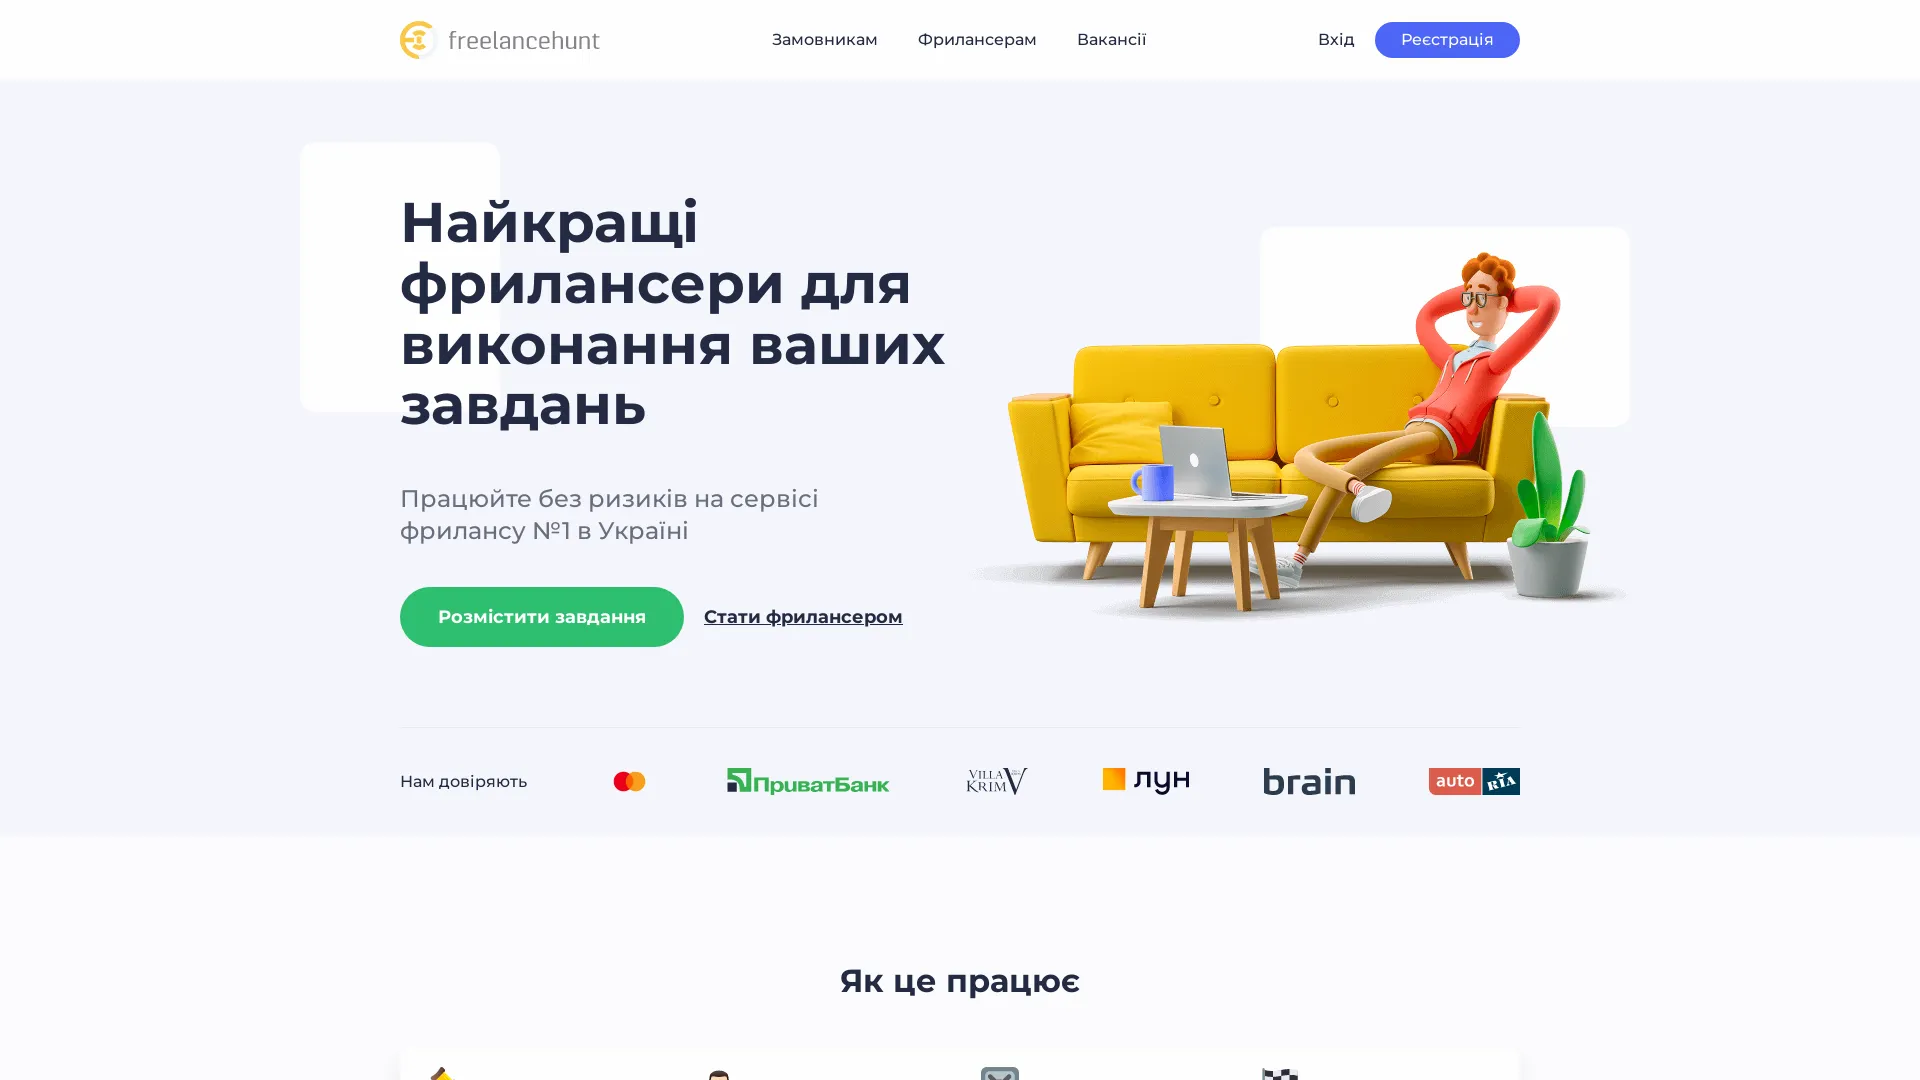 freelancehunt
Замовникам
Фрилансерам
Вакансії
Вхід
Реєстрація
Найкращі
фрилансери для
виконання ваших
завдань
Працюйте без ризиків на сервісі
фрилансу №1 в Україні
Розмістити завдання
Стати фрилансером
Нам довіряють
ПриватБанк
VILLA
KRIM
лун
brain
auto
RIA
Як це працює